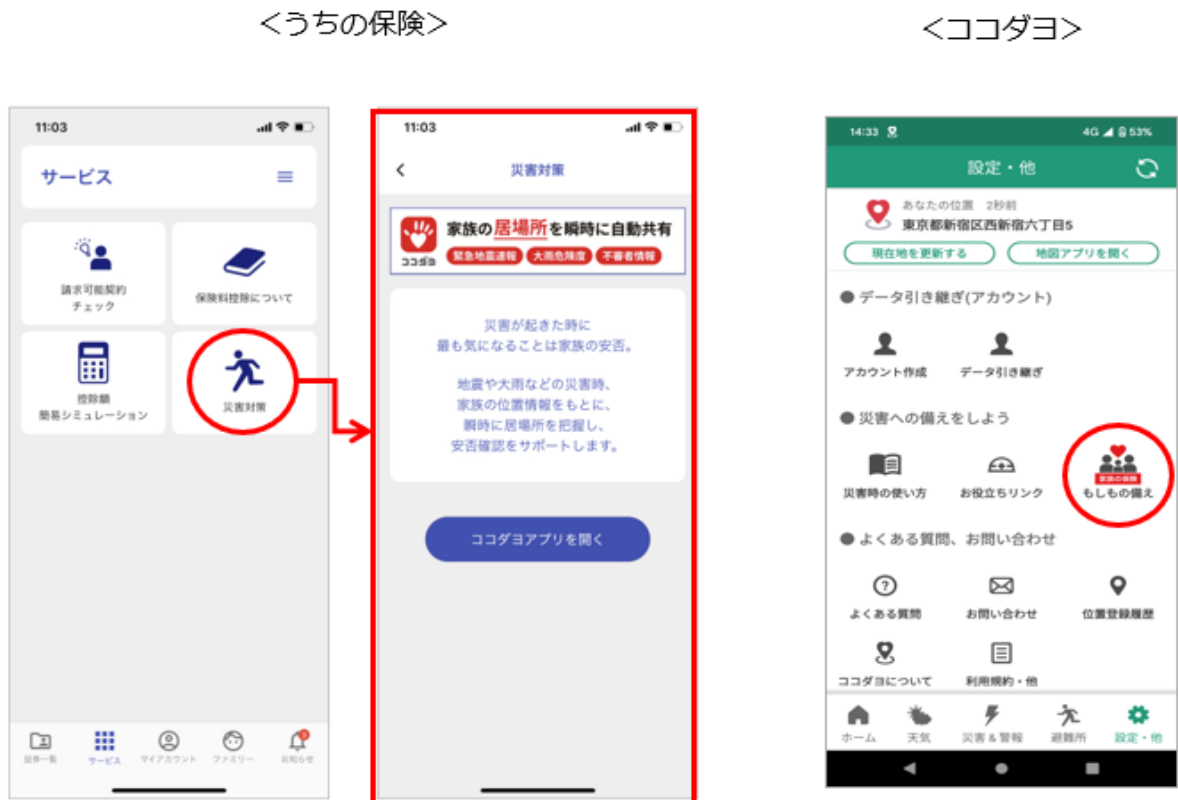 ＜うちの保険＞
＜ココダヨ＞
11:03
サービス
請求可能契約
チェック
保険料控除について
控除額
簡易シミュレーション
災害対策
証券一覧
サービス
マイアカウント
ファミリー
お知らせ
11:03
災害対策
家族の居場所を瞬時に自動共有
ココダヨ
緊急地震速報 大雨危険度 不審者情報
災害が起きた時に
最も気になることは家族の安否。
地震や大雨などの災害時、
家族の位置情報をもとに、
瞬時に居場所を把握し、
安否確認をサポートします。
ココダヨアプリを開く
14:33
4G 53%
設定・他
あなたの位置 2秒前
東京都新宿区西新宿六丁目5
現在地を更新する
地図アプリを開く
●データ引き継ぎ(アカウント)
アカウント作成
データ引き継ぎ
●災害への備えをしよう
災害時の使い方
お役立ちリンク
家族の保険
もしもの備え
●よくある質問、お問い合わせ
よくある質問
お問い合わせ
位置登録履歴
ココダヨについて
利用規約・他
ホーム
天気
災害＆警報
避難所
設定・他